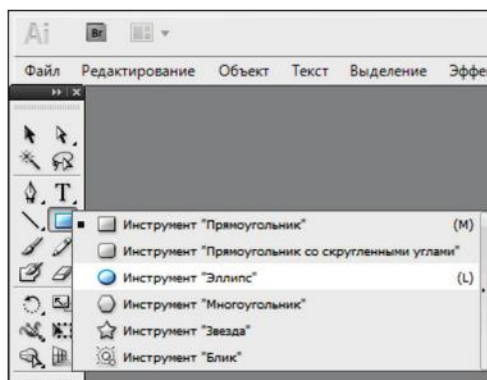 Ai Br
Файл Редактирование Объект Текст Выделение Эффе
T
Инструмент "Прямоугольник" (M)
Инструмент "Прямоугольник со скругленными углами"
Инструмент "Эллипс" (L)
Инструмент "Многоугольник"
Инструмент "Звезда"
Инструмент "Блик"